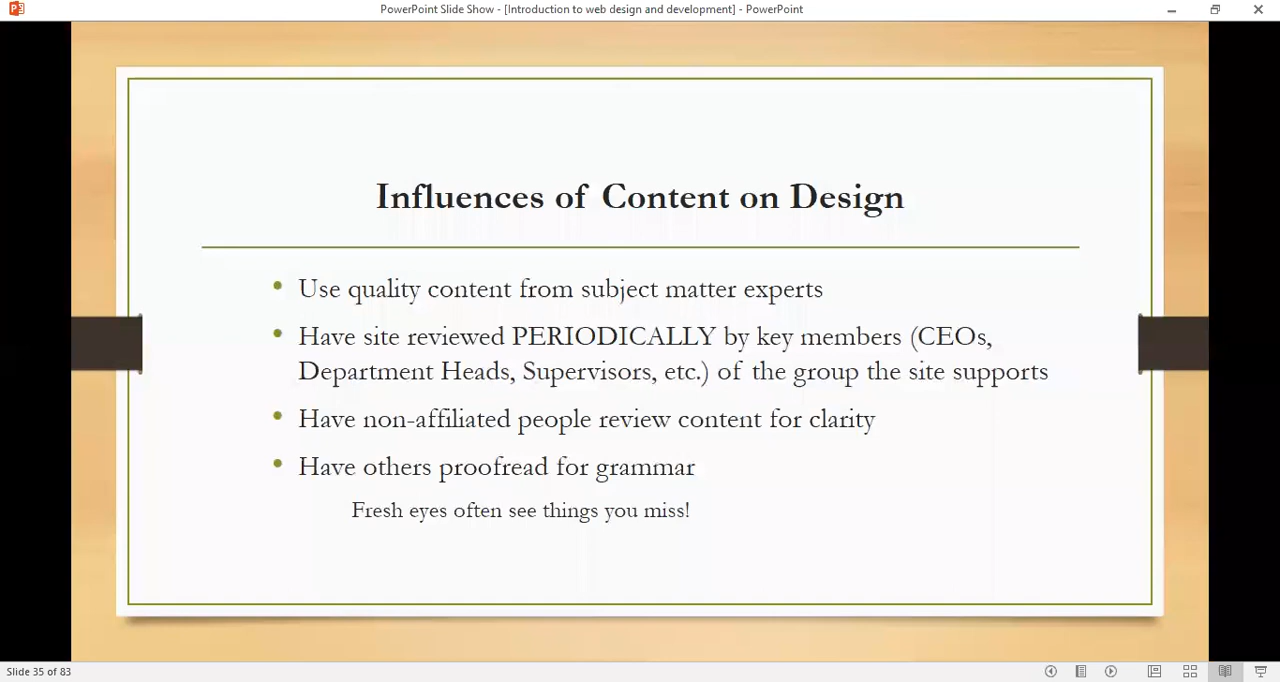 PowerPoint Slide Show - [Introduction to web design and development] - PowerPoint
Influences of Content on Design
• Use quality content from subject matter experts
• Have site reviewed PERIODICALLY by key members (CEOs,
Department Heads, Supervisors, etc.) of the group the site supports
• Have non-affiliated people review content for clarity
• Have others proofread for grammar
Fresh eyes often see things you miss!
Slide 35 of 83